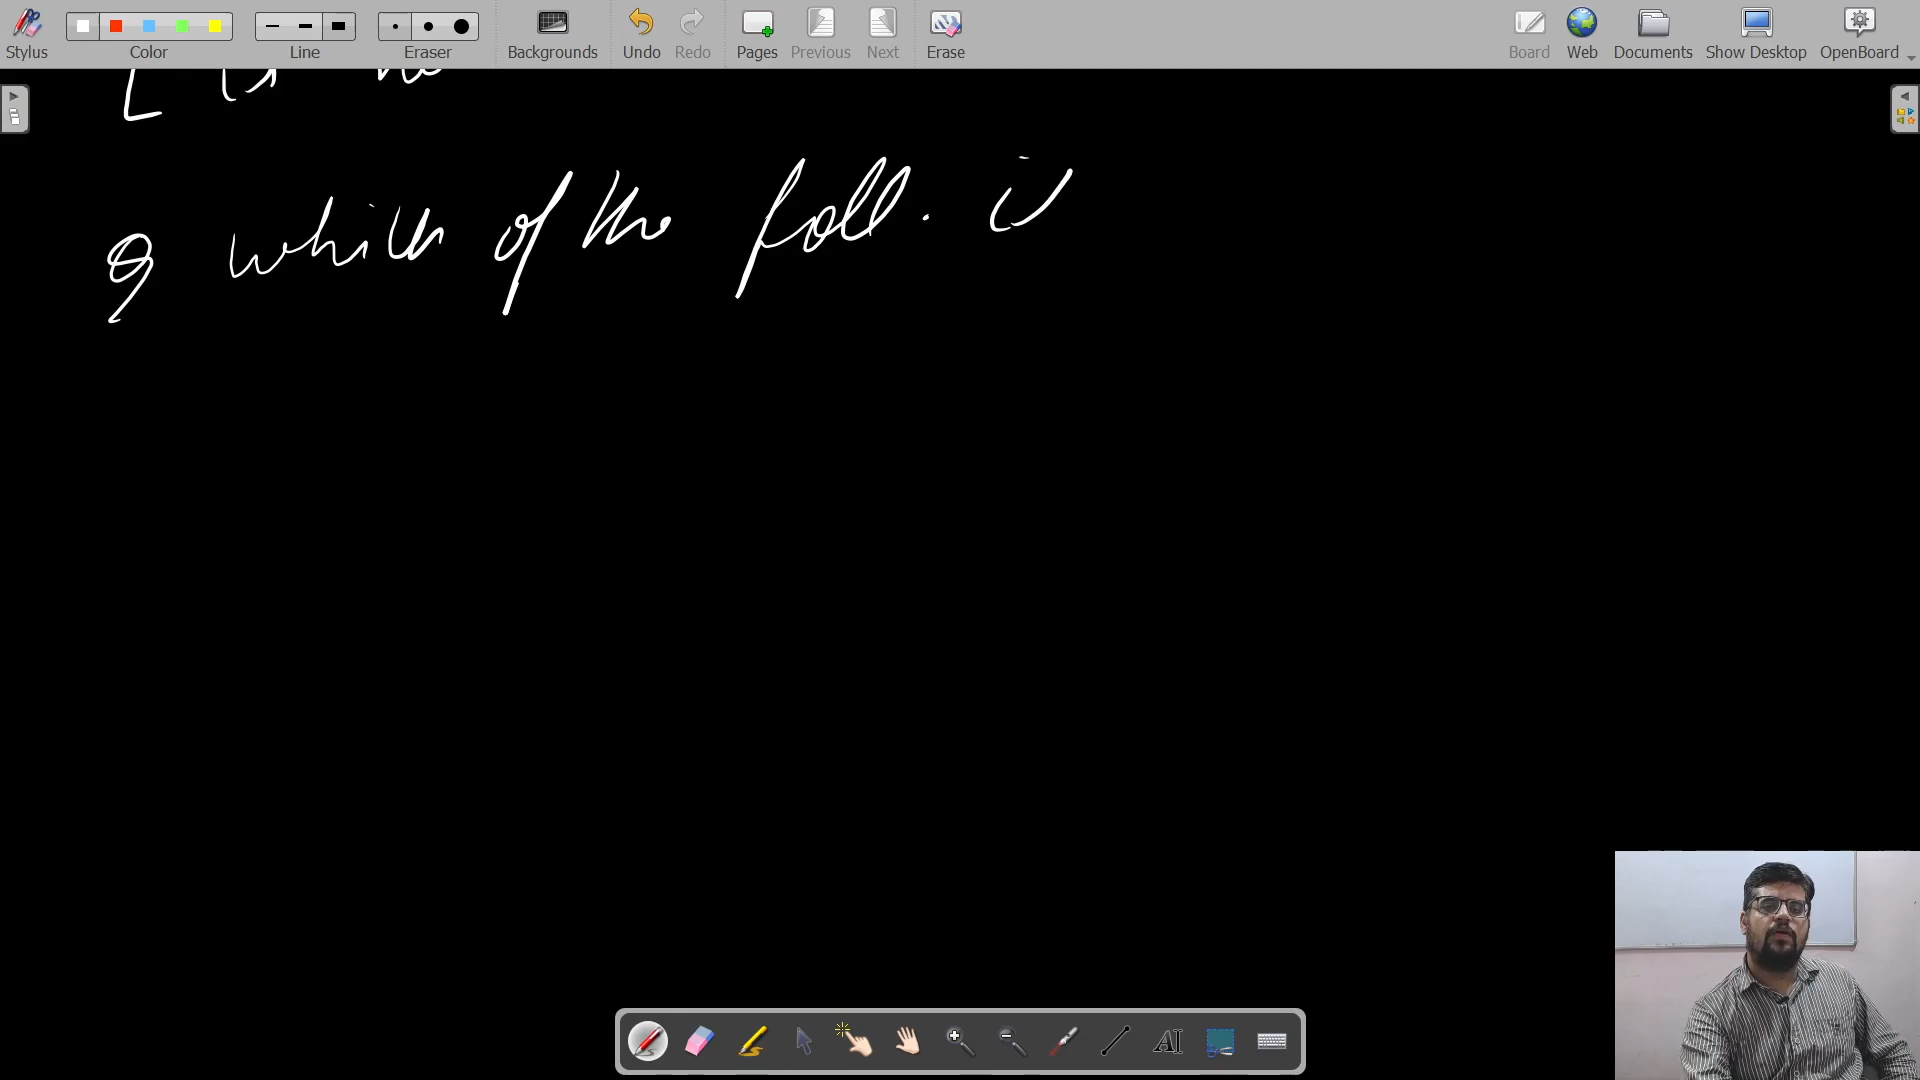 Stylus Color Line Eraser Backgrounds Undo Redo Pages Previous Next Erase Board Web Documents Show Desktop OpenBoard
Q which of the foll. is